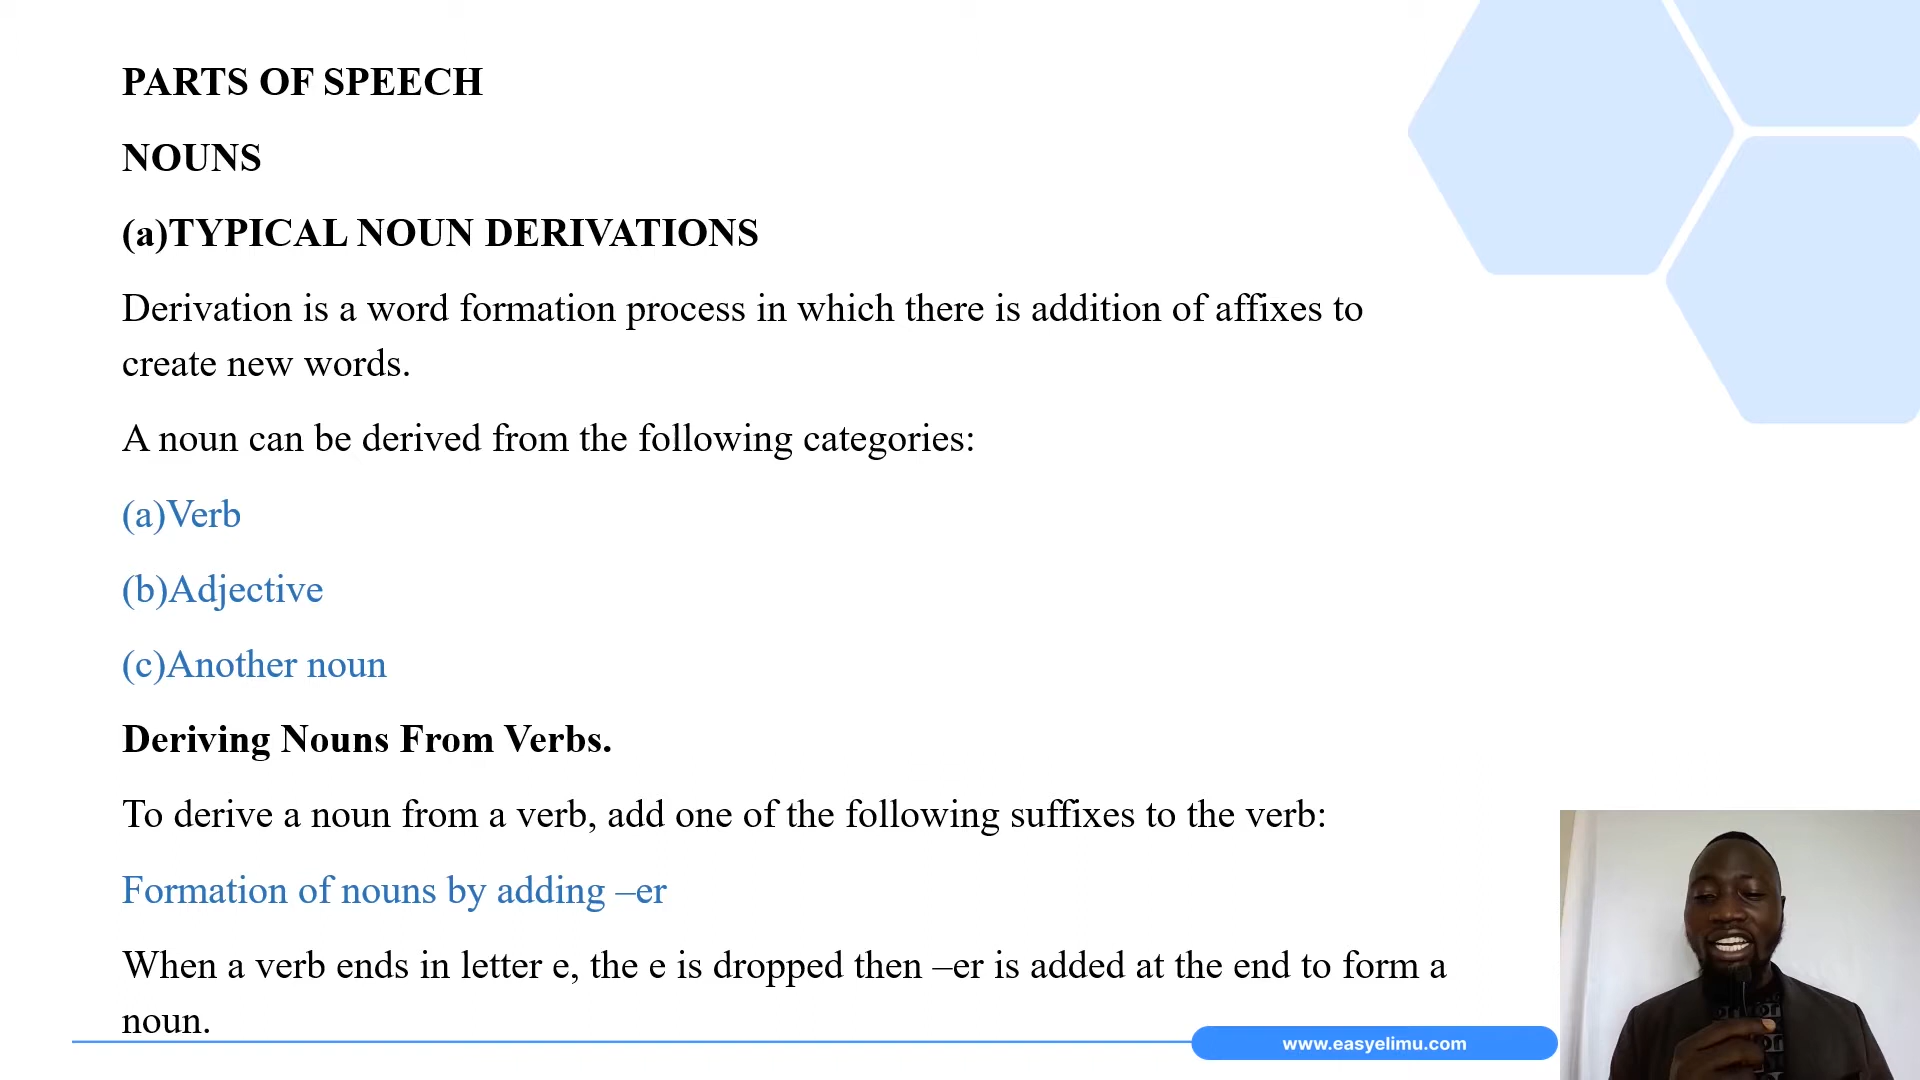 PARTS OF SPEECH
NOUNS
(a)TYPICAL NOUN DERIVATIONS
Derivation is a word formation process in which there is addition of affixes to
create new words.
A noun can be derived from the following categories:
(a)Verb
(b)Adjective
(c)Another noun
Deriving Nouns From Verbs.
To derive a noun from a verb, add one of the following suffixes to the verb:
Formation of nouns by adding –er
When a verb ends in letter e, the e is dropped then –er is added at the end to form a
noun.
www.easyelimu.com